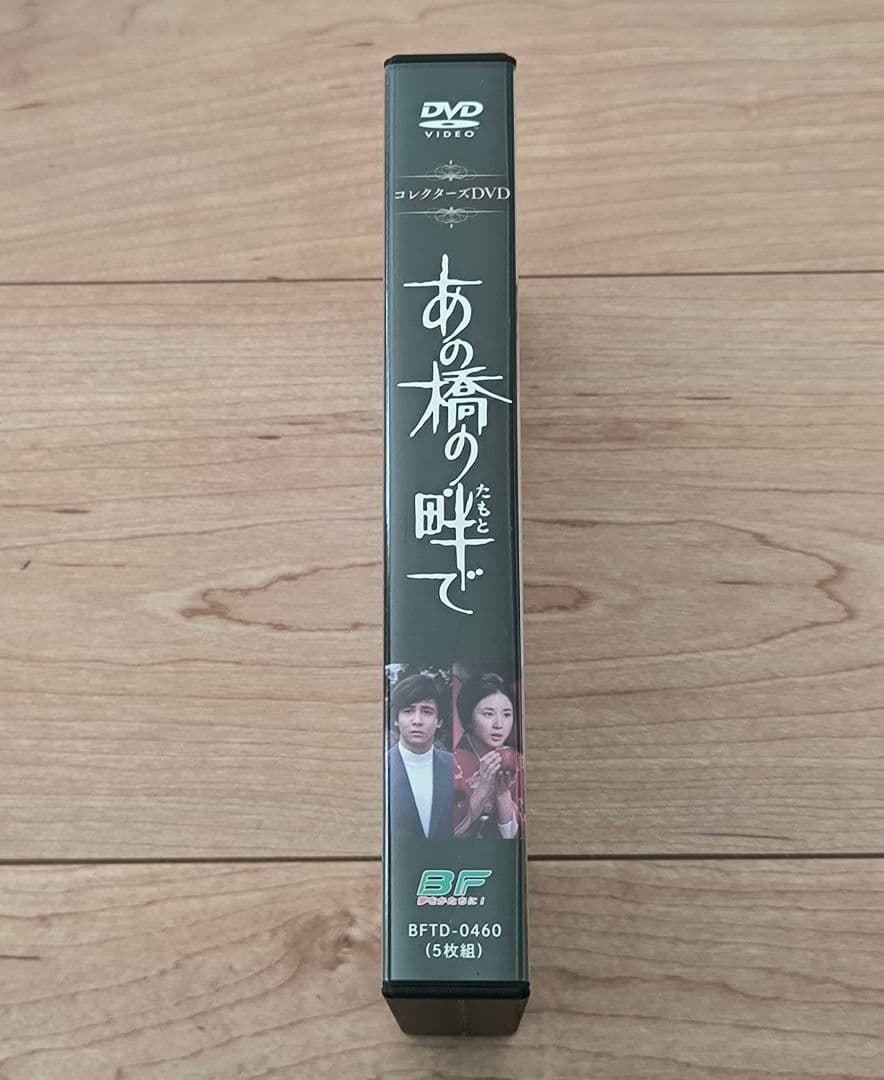 DVD
VIDEO
コレクターズDVD
あの橋の畔で
たもと
BF
夢をかたちに!
BFTD-0460
(5枚組)